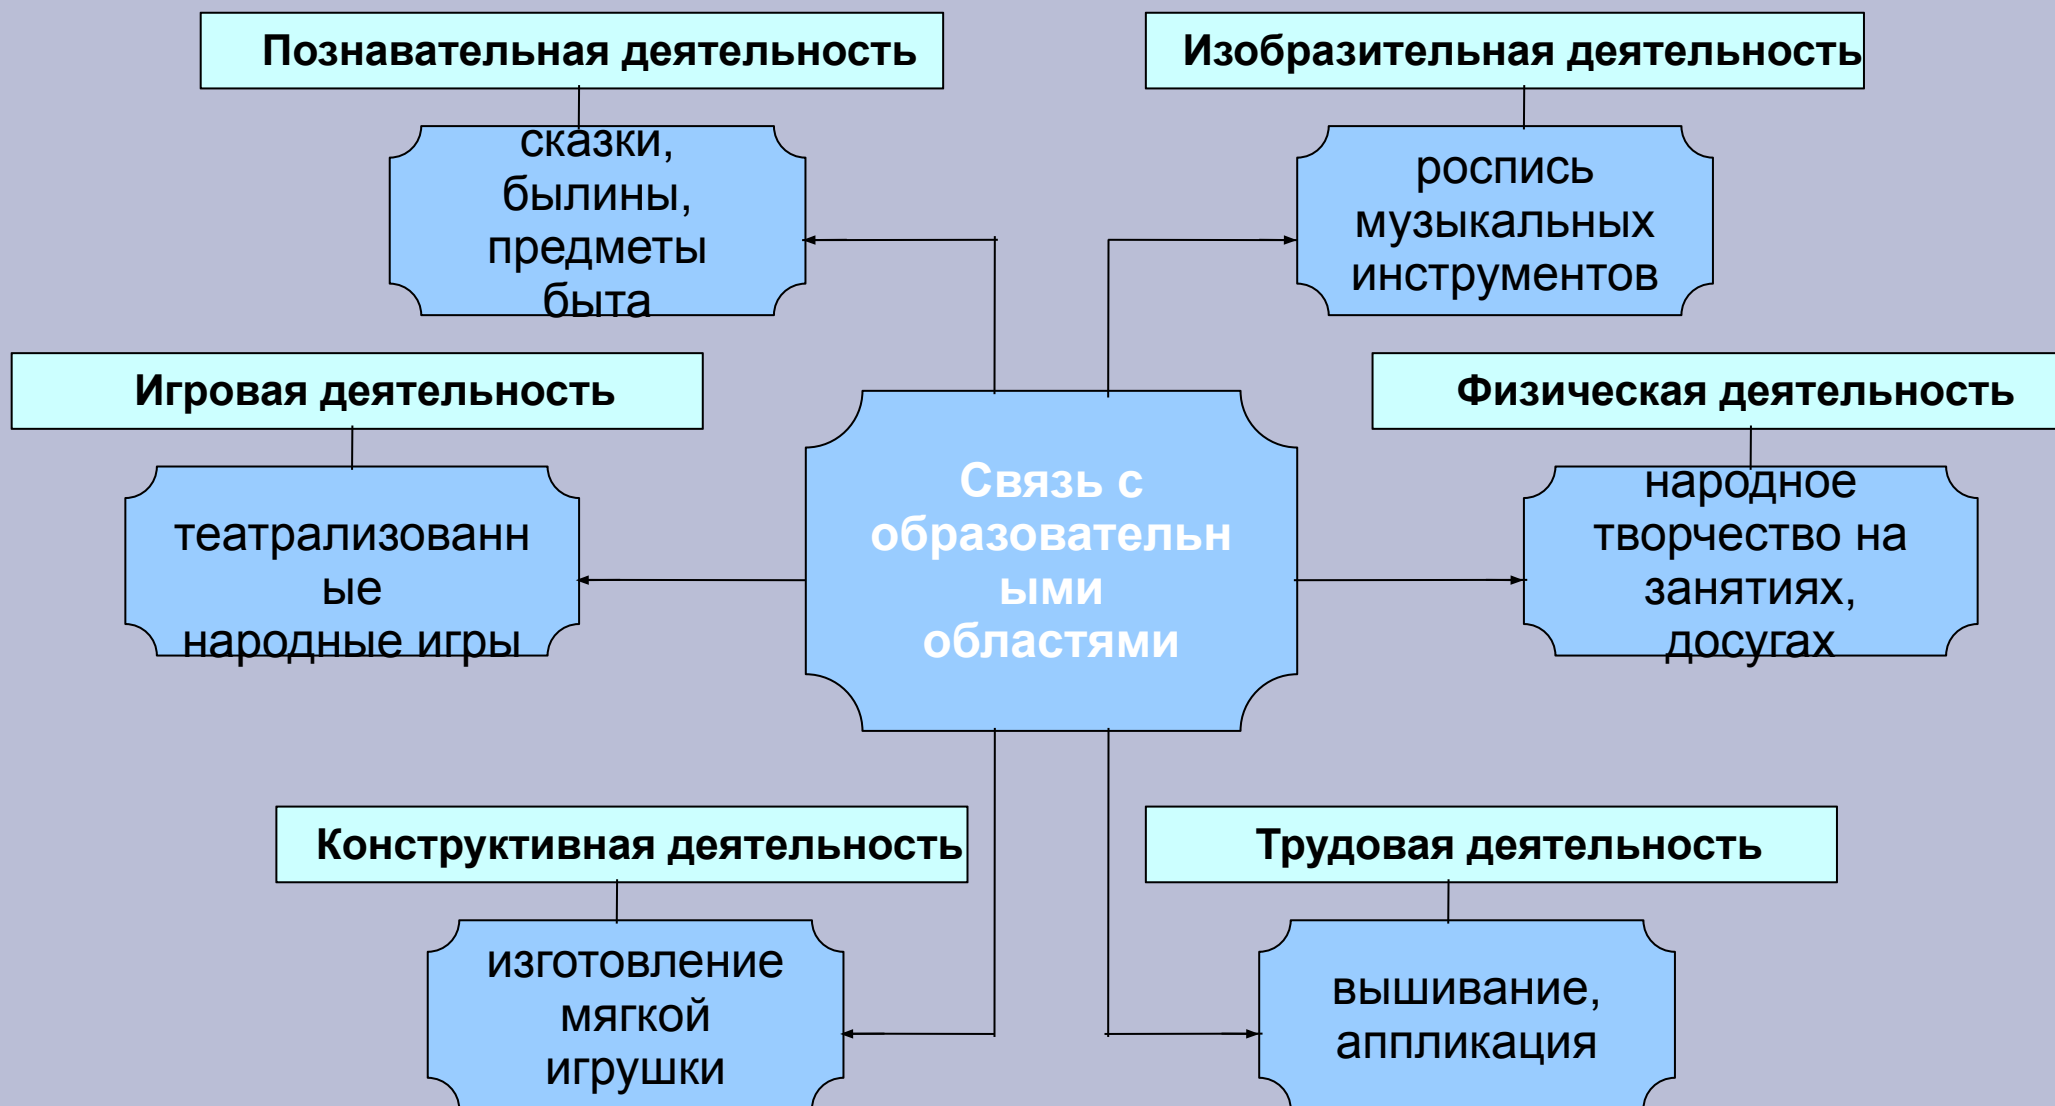 Познавательная деятельность
сказки,
былины,
предметы
быта
Изобразительная деятельность
роспись
музыкальных
инструментов
Игровая деятельность
театрализованн
ые
народные игры
Связь с
образовательн
ыми
областями
Физическая деятельность
народное
творчество на
занятиях,
досугах
Конструктивная деятельность
изготовление
мягкой
игрушки
Трудовая деятельность
вышивание,
аппликация